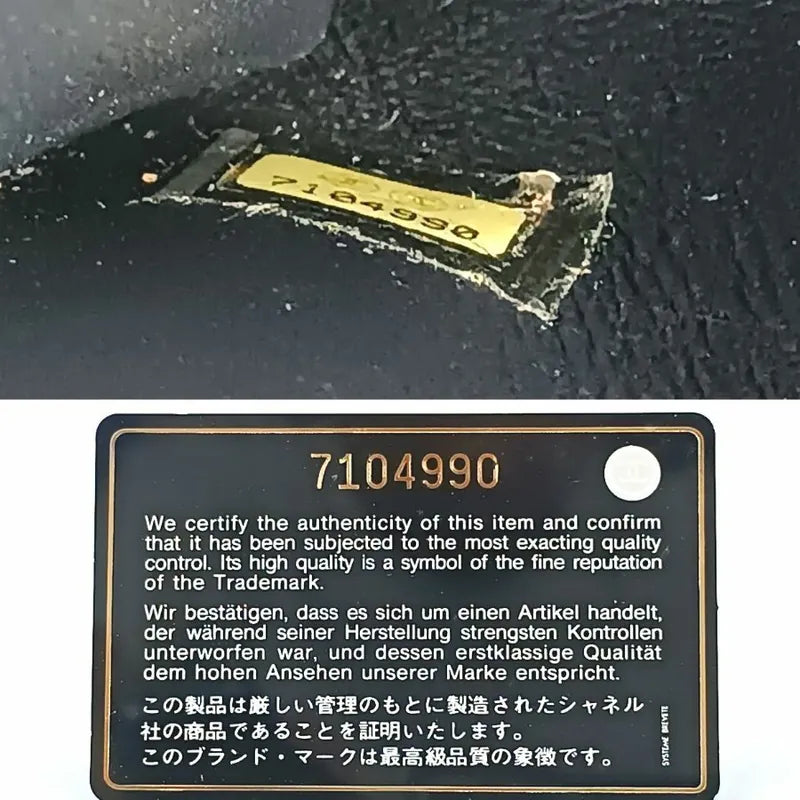 7104990
7104990
We certify the authenticity of this item and confirm
that it has been subjected to the most exacting quality
control. Its high quality is a symbol of the fine reputation
of the Trademark.
Wir bestätigen, dass es sich um einen Artikel handelt,
der während seiner Herstellung strengsten Kontrollen
unterworfen war, und dessen erstklassige Qualität
dem hohen Ansehen unserer Marke entspricht.
この製品は厳しい管理のもとに製造されたシャネル
社の商品であることを証明いたします。
このブランド・マークは最高級品質の象徴です。
SYSTEME BREVETE